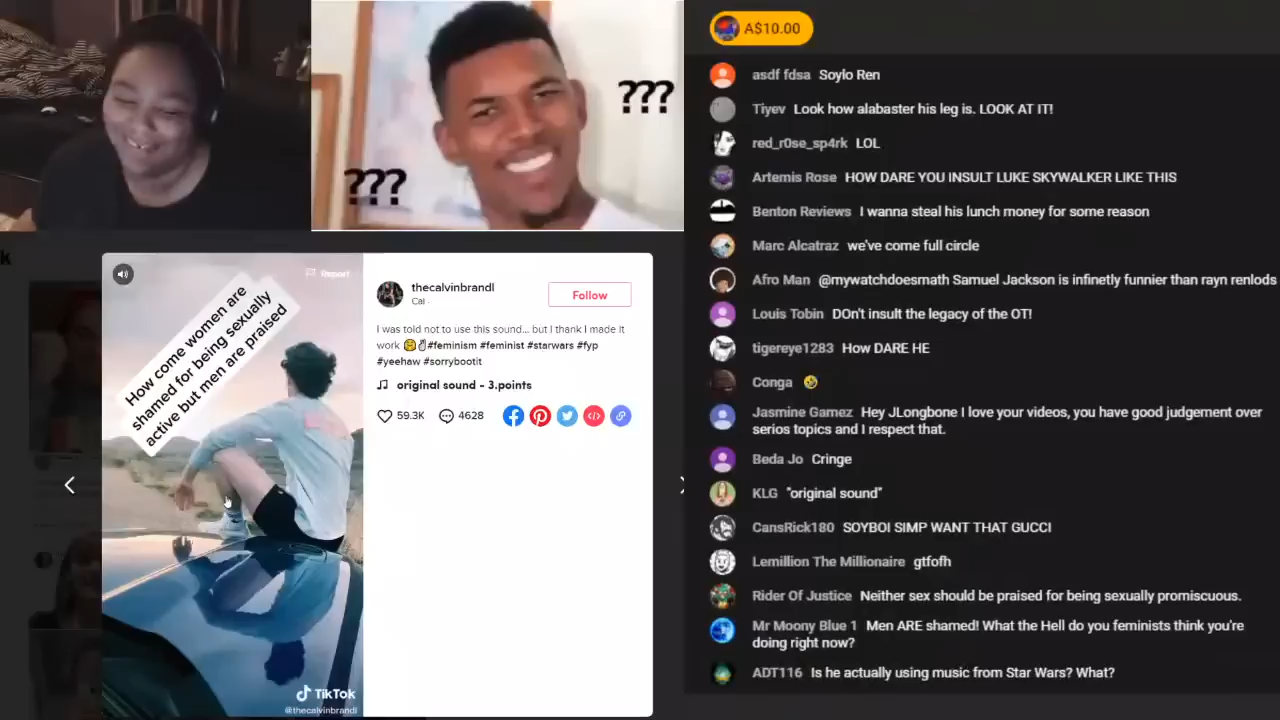 A$10.00
asdf fdsa Soylo Ren
Tiyev Look how alabaster his leg is. LOOK AT IT!
red_r0se_sp4rk LOL
Artemis Rose HOW DARE YOU INSULT LUKE SKYWALKER LIKE THIS
Benton Reviews I wanna steal his lunch money for some reason
Marc Alcatraz we've come full circle
Afro Man @mywatchdoesmath Samuel Jackson is infinetly funnier than rayn renlods
Louis Tobin DOn't insult the legacy of the OT!
tigereye1283 How DARE HE
Conga 🤣
Jasmine Gamez Hey JLongbone I love your videos, you have good judgement over
serios topics and I respect that.
Beda Jo Cringe
KLG "original sound"
CansRick180 SOYBOI SIMP WANT THAT GUCCI
Lemillion The Millionaire gtfofh
Rider Of Justice Neither sex should be praised for being sexually promiscuous.
Mr Moony Blue 1 Men ARE shamed! What the Hell do you feminists think you're
doing right now?
ADT116 Is he actually using music from Star Wars? What?
???
???
k
Report
How come women are
shamed for being sexually
active but men are praised
TikTok
@thecalvinbrandl
thecalvinbrandl
Cal ·
Follow
I was told not to use this sound... but I thank I made it
work 😊✌#feminism #feminist #starwars #fyp
#yeehaw #sorrybootit
original sound - 3.points
59.3K
4628